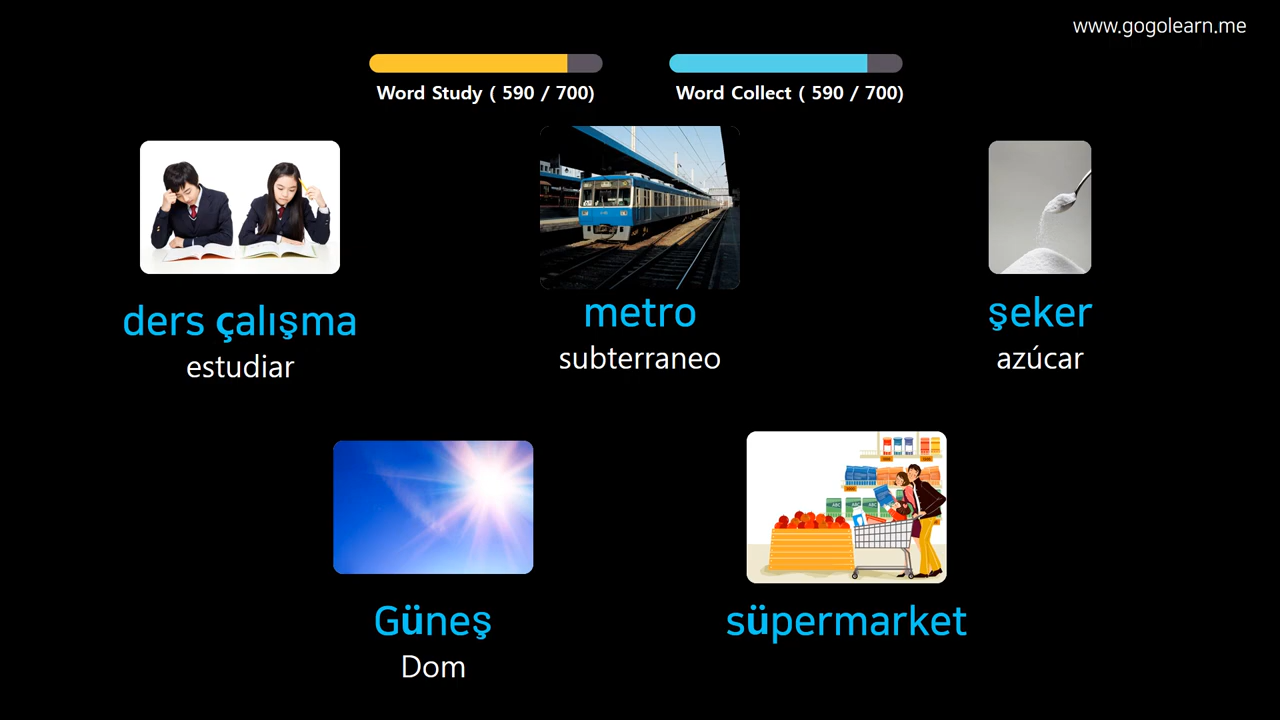 www.gogolearn.me
Word Study ( 590 / 700)
Word Collect ( 590 / 700)
ders çalışma
estudiar
metro
subterraneo
şeker
azúcar
Güneş
Dom
süpermarket